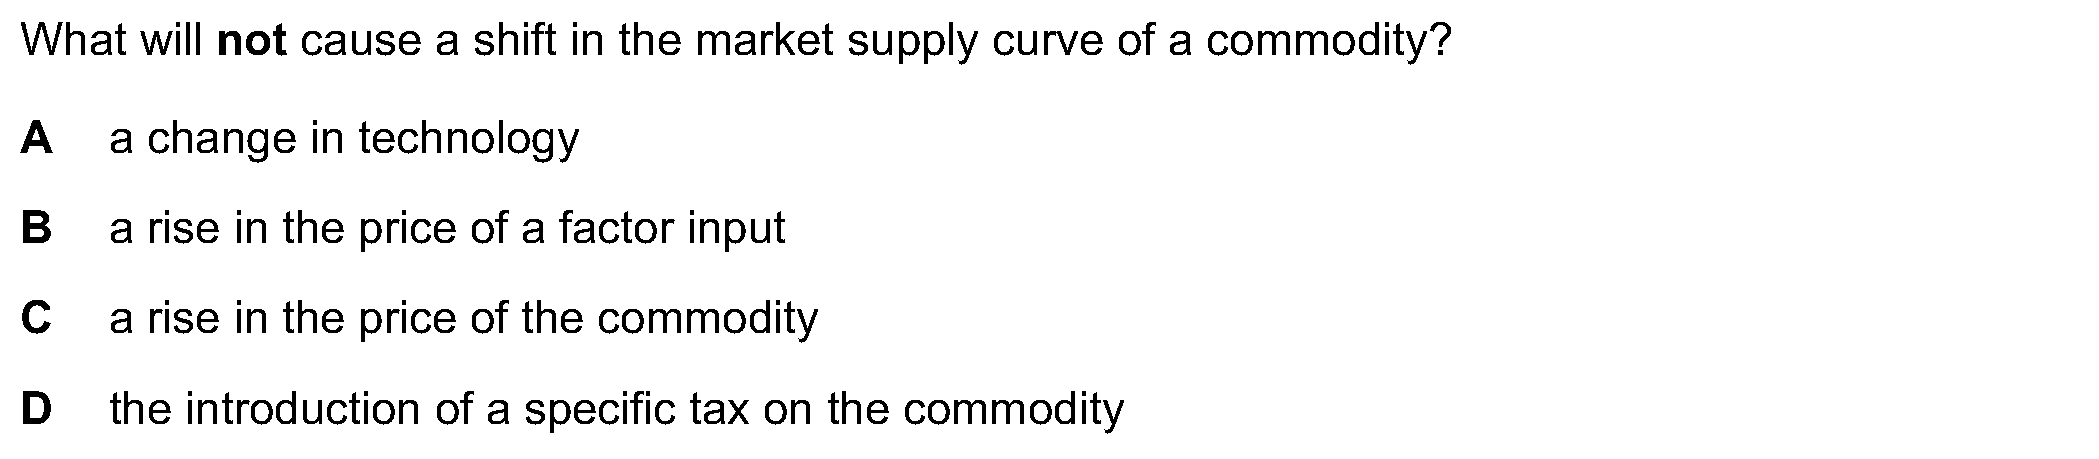 What will not cause a shift in the market supply curve of a commodity?
A a change in technology
B a rise in the price of a factor input
C a rise in the price of the commodity
D the introduction of a specific tax on the commodity